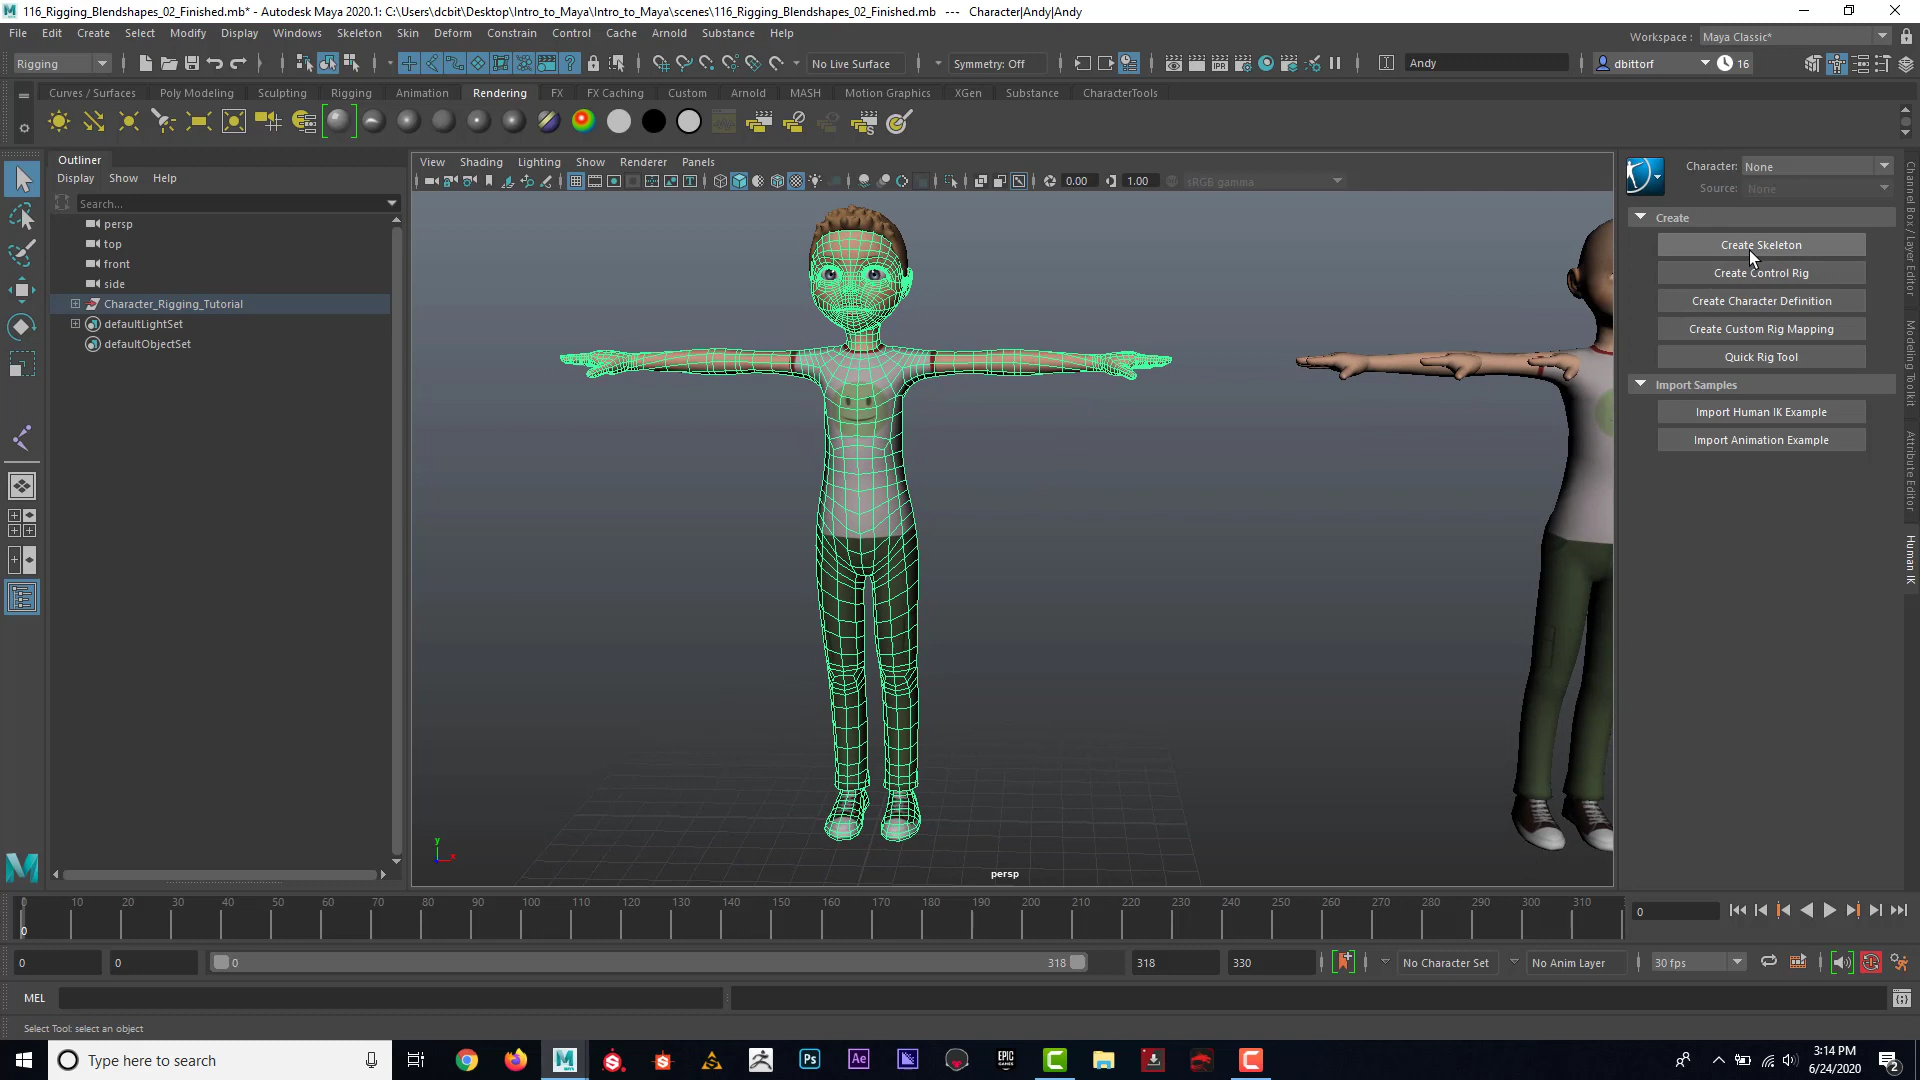 116_Rigging_Blendshapes_02_Finished.mb* - Autodesk Maya 2020.1: C:\Users\dcbit\Desktop\Intro_to_Maya\Intro_to_Maya\scenes\116_Rigging_Blendshapes_02_Finished.mb --- Character|Andy|Andy
File Edit Create Select Modify Display Windows Skeleton Skin Deform Constrain Control Cache Arnold Substance Help
Workspace : Maya Classic*
Rigging No Live Surface Symmetry: Off Andy dbittorf 16
Curves / Surfaces Poly Modeling Sculpting Rigging Animation Rendering FX FX Caching Custom Arnold MASH Motion Graphics XGen Substance CharacterTools
IPR
S
Outliner
Display Show Help
Search...
persp
top
front
side
Character_Rigging_Tutorial
defaultLightSet
defaultObjectSet
View Shading Lighting Show Renderer Panels
0.00 1.00 sRGB gamma
y
x
persp
Character: None
Source: None
Create
Create Skeleton
Create Control Rig
Create Character Definition
Create Custom Rig Mapping
Quick Rig Tool
Import Samples
Import Human IK Example
Import Animation Example
Channel Box / Layer Editor
Modeling Toolkit
Attribute Editor
Human IK
0 10 20 30 40 50 60 70 80 90 100 110 120 130 140 150 160 170 180 190 200 210 220 230 240 250 260 270 280 290 300 310
0
0
0 0 0 318 318 330 No Character Set No Anim Layer 30 fps
MEL
Select Tool: select an object
Type here to search
M
MAYA
Ps
Ae
EPIC
GAMES
3:14 PM
6/24/2020
2